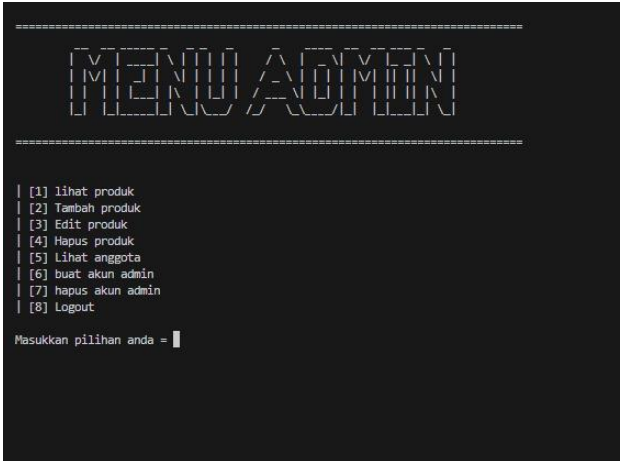 MENU ADMIN
| [1] lihat produk
| [2] Tambah produk
| [3] Edit produk
| [4] Hapus produk
| [5] Lihat anggota
| [6] buat akun admin
| [7] hapus akun admin
| [8] Logout
Masukkan pilihan anda =